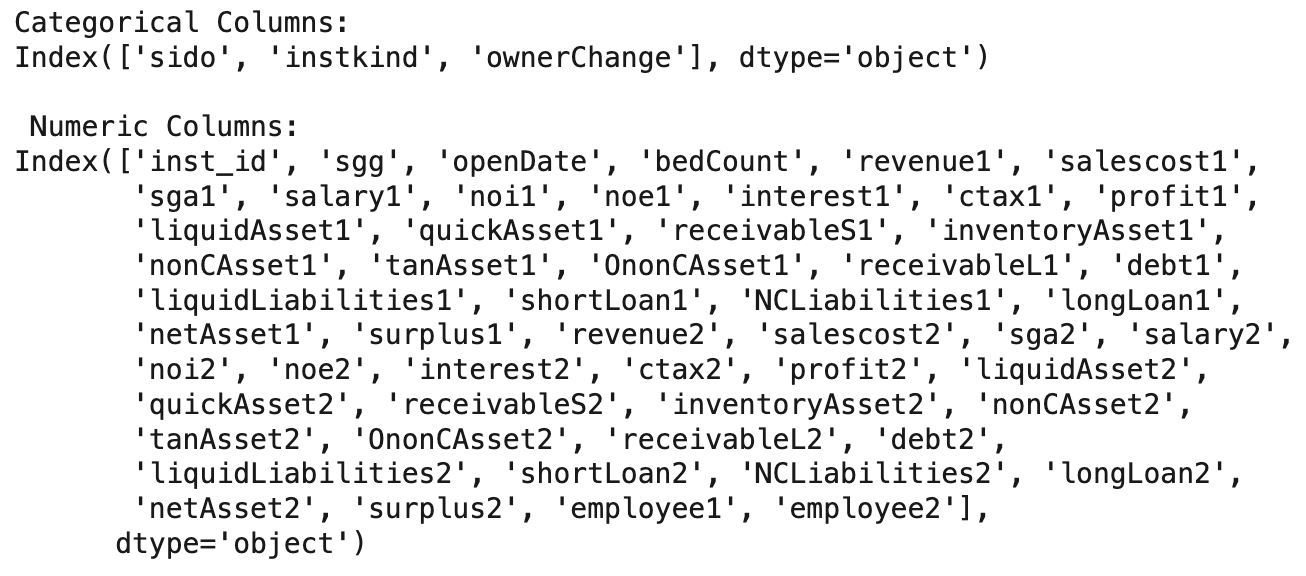 Categorical Columns:
Index(['sido', 'instkind', 'ownerChange'], dtype='object')
 Numeric Columns:
Index(['inst_id', 'sgg', 'openDate', 'bedCount', 'revenue1', 'salescost1',
       'sga1', 'salary1', 'noi1', 'noe1', 'interest1', 'ctax1', 'profit1',
       'liquidAsset1', 'quickAsset1', 'receivableS1', 'inventoryAsset1',
       'nonCAsset1', 'tanAsset1', 'OnonCAsset1', 'receivableL1', 'debt1',
       'liquidLiabilities1', 'shortLoan1', 'NCLiabilities1', 'longLoan1',
       'netAsset1', 'surplus1', 'revenue2', 'salescost2', 'sga2', 'salary2',
       'noi2', 'noe2', 'interest2', 'ctax2', 'profit2', 'liquidAsset2',
       'quickAsset2', 'receivableS2', 'inventoryAsset2', 'nonCAsset2',
       'tanAsset2', 'OnonCAsset2', 'receivableL2', 'debt2',
       'liquidLiabilities2', 'shortLoan2', 'NCLiabilities2', 'longLoan2',
       'netAsset2', 'surplus2', 'employee1', 'employee2'],
      dtype='object')